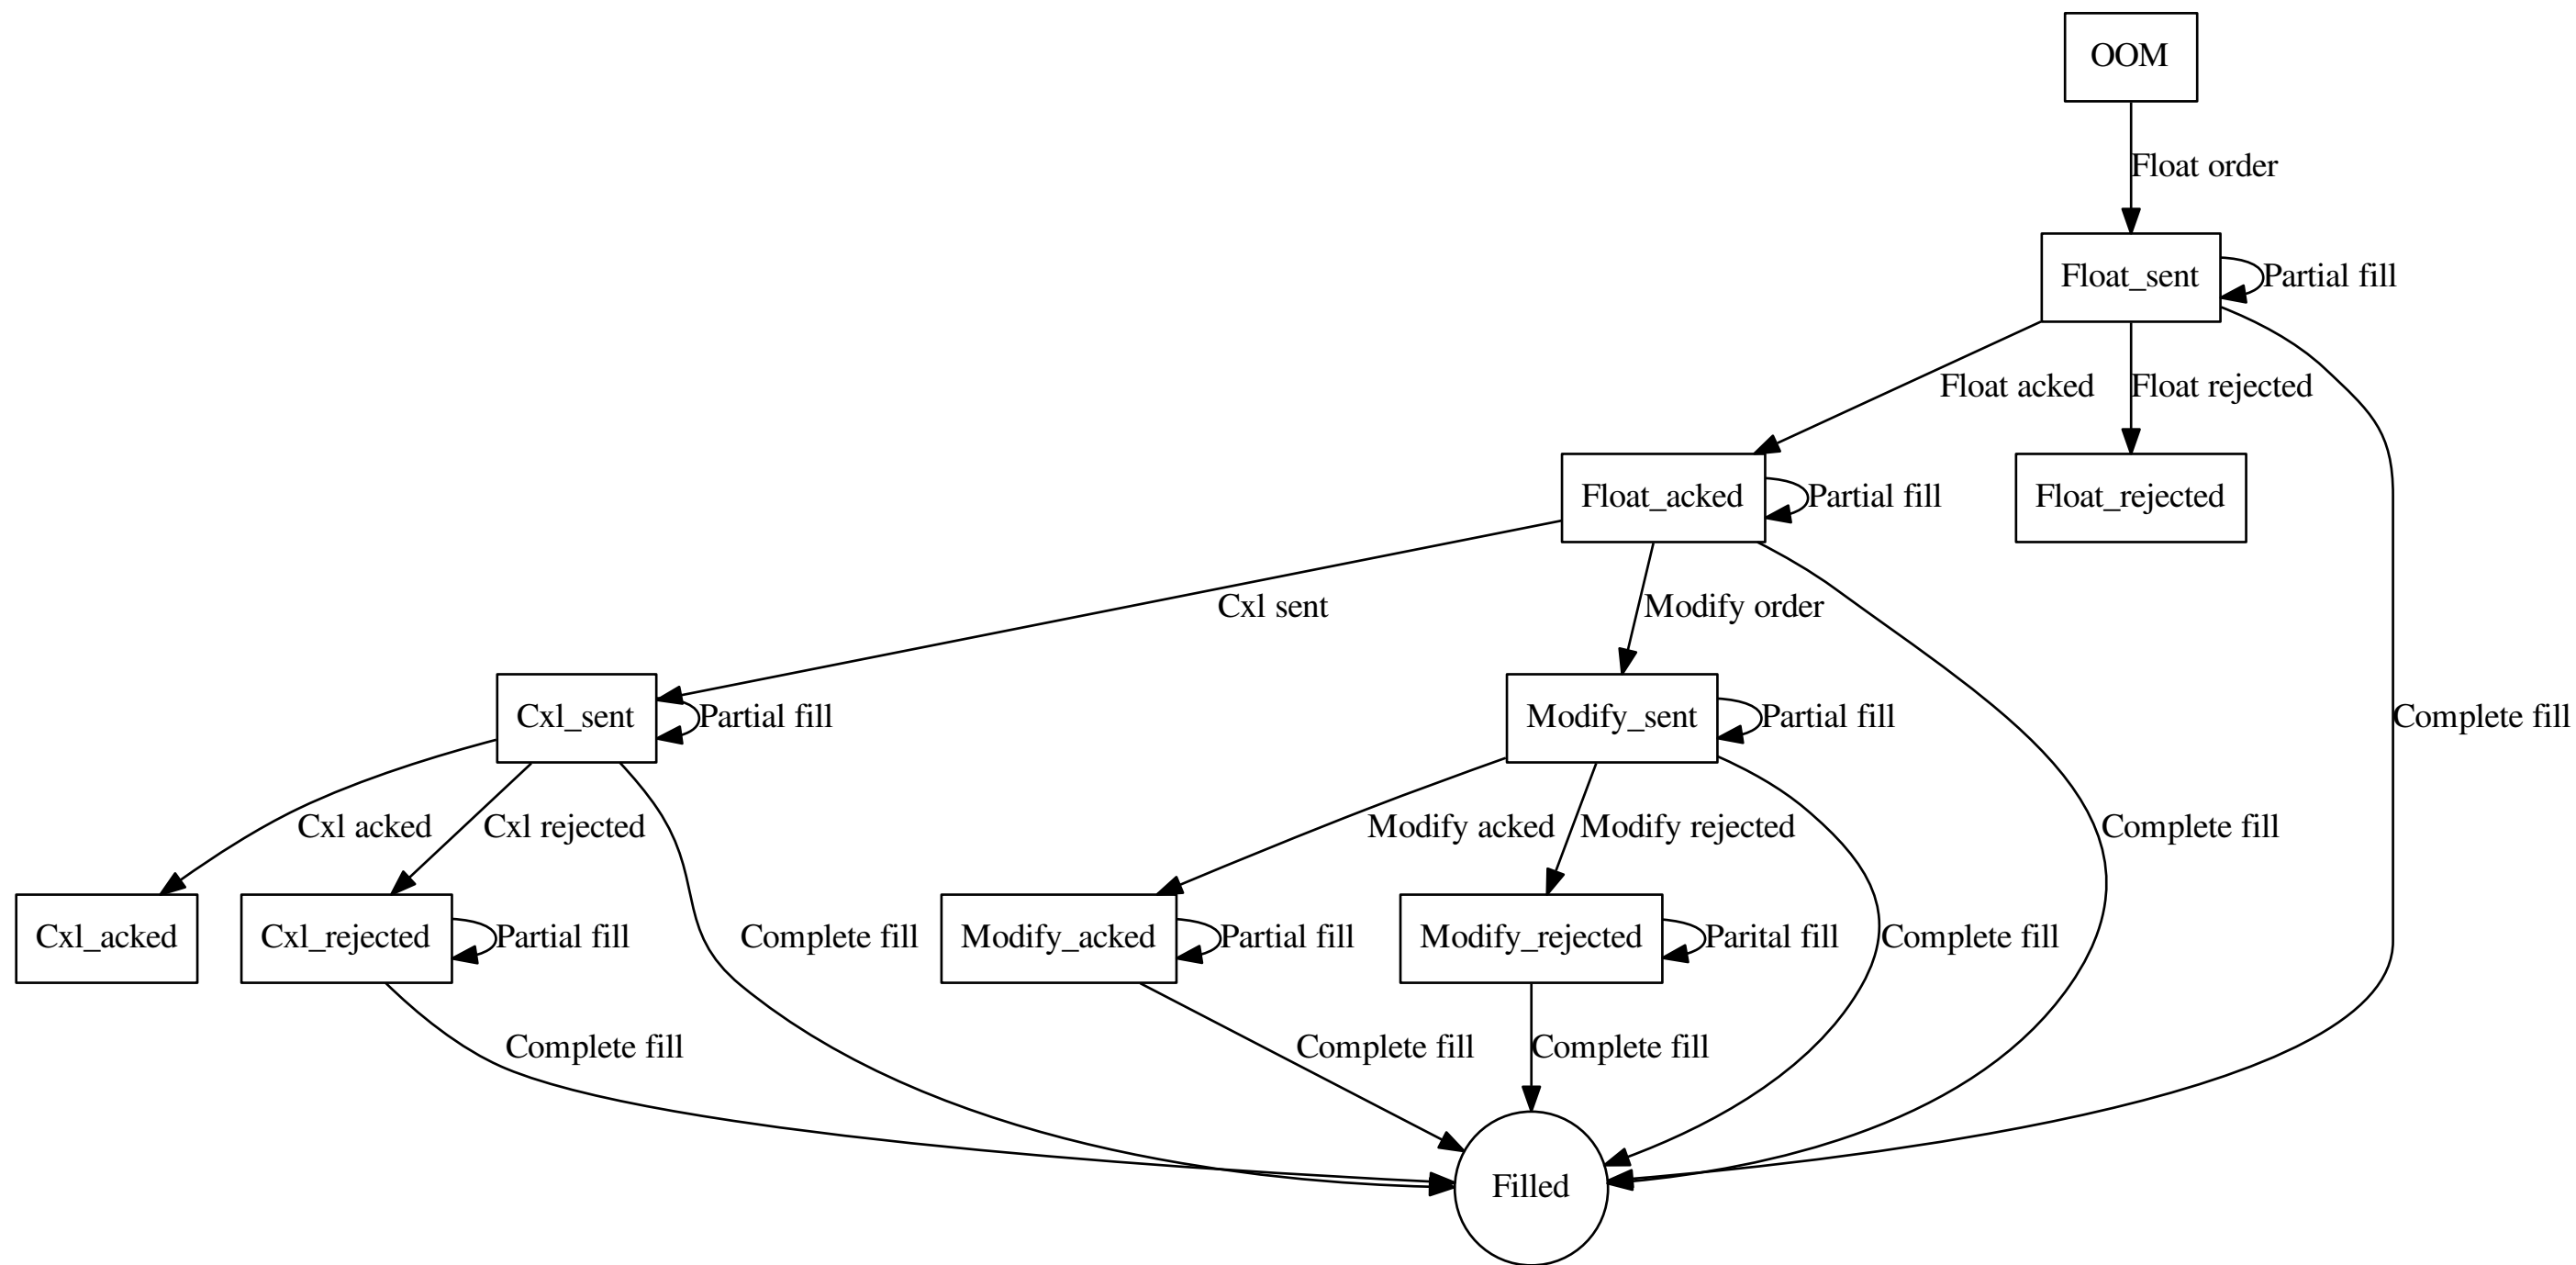 OOM
Float order
Float_sent
Partial fill
Float acked
Float rejected
Float_acked
Partial fill
Float_rejected
Cxl sent
Modify order
Cxl_sent
Partial fill
Modify_sent
Partial fill
Complete fill
Cxl acked
Cxl rejected
Modify acked
Modify rejected
Complete fill
Cxl_acked
Cxl_rejected
Partial fill
Complete fill
Modify_acked
Partial fill
Modify_rejected
Parital fill
Complete fill
Complete fill
Complete fill
Complete fill
Filled